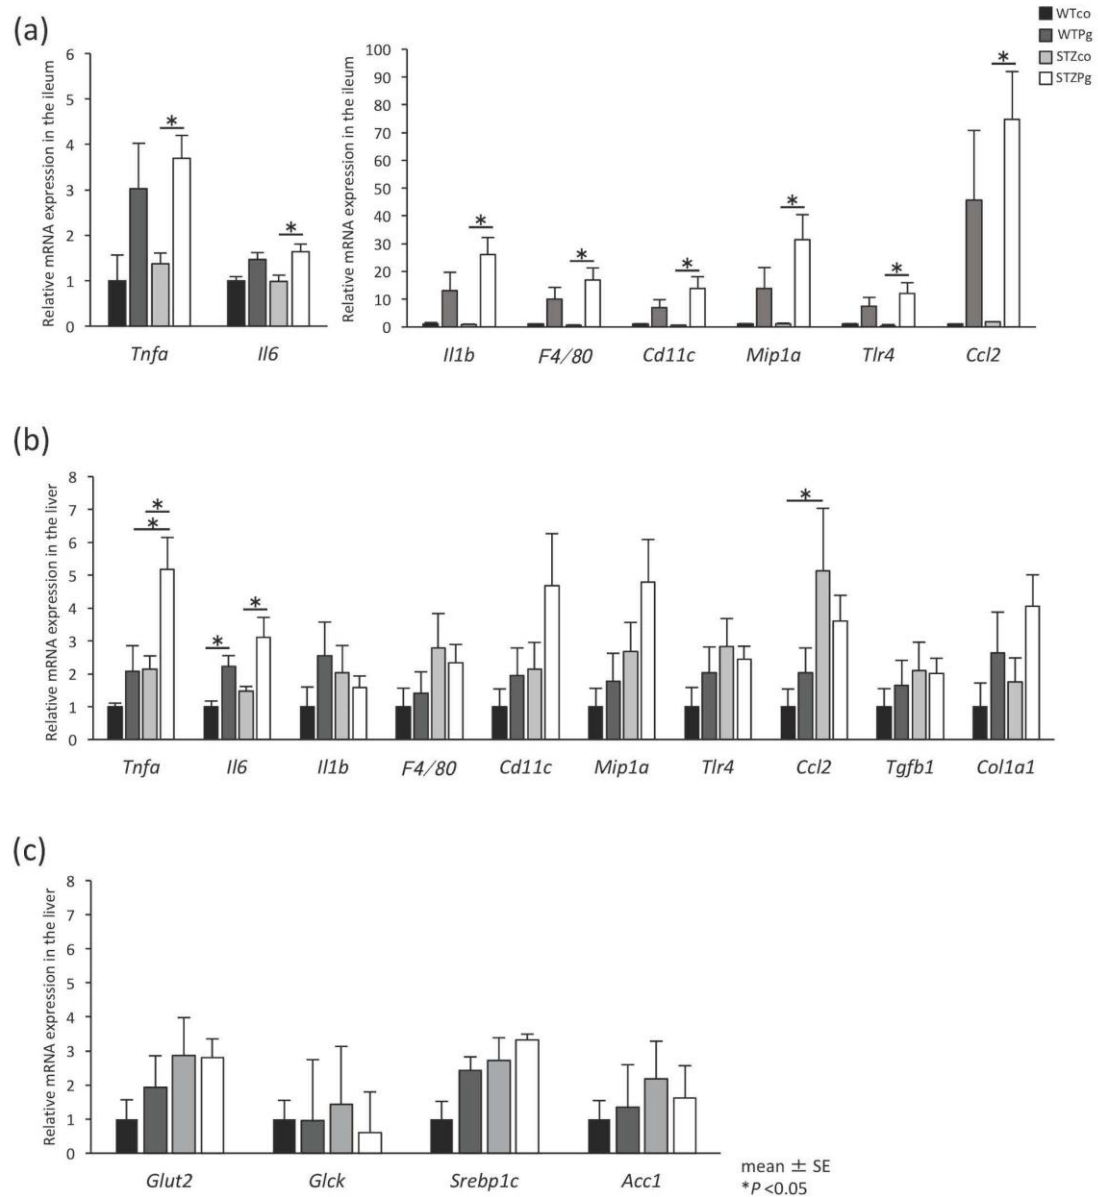 (a)
WTco
WTPg
STZco
STZPg
Relative mRNA expression in the ileum
6
5
4
3
2
1
0
*
*
Tnfa Il6
Relative mRNA expression in the ileum
100
90
80
70
60
50
40
30
20
10
0
* * * * * *
Il1b F4/80 Cd11c Mip1a Tlr4 Ccl2
(b)
Relative mRNA expression in the liver
8
7
6
5
4
3
2
1
0
*
*
* *
*
Tnfa Il6 Il1b F4/80 Cd11c Mip1a Tlr4 Ccl2 Tgfb1 Col1a1
(c)
Relative mRNA expression in the liver
8
7
6
5
4
3
2
1
0
Glut2 Glck Srebp1c Acc1
mean ± SE
*P <0.05